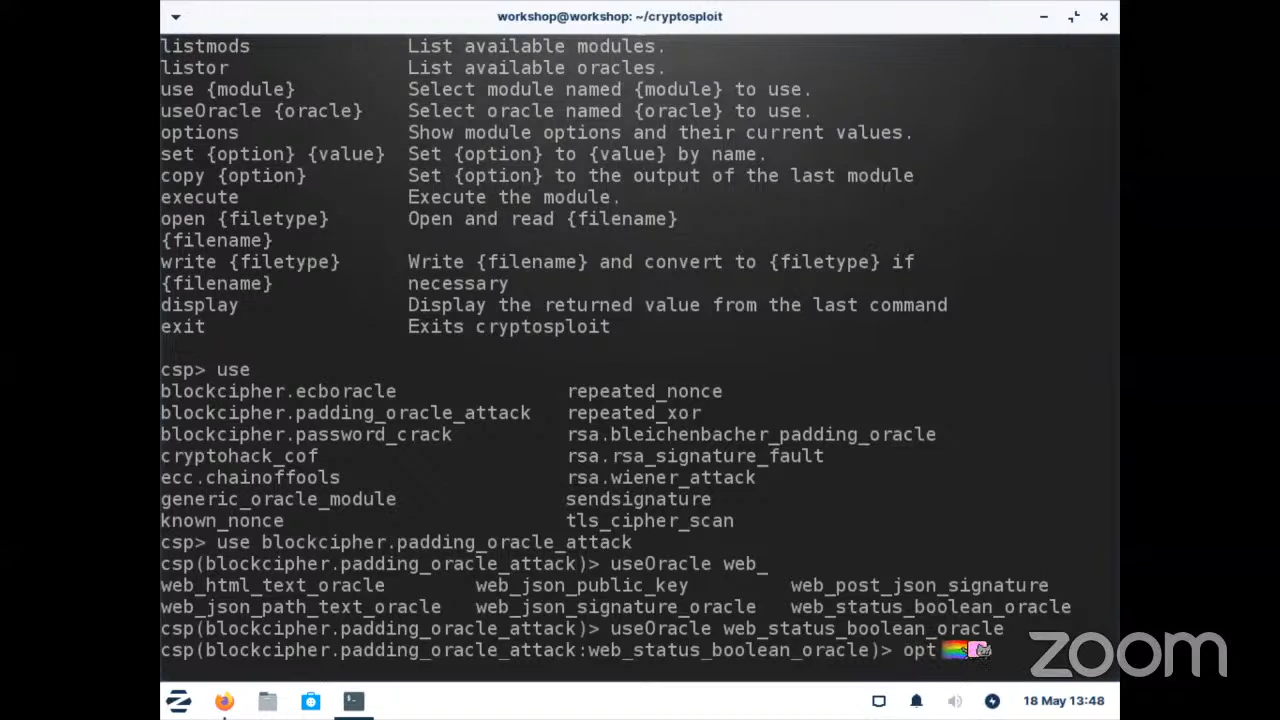 workshop@workshop: ~/cryptosploit
listmods List available modules.
listor List available oracles.
use {module} Select module named {module} to use.
useOracle {oracle} Select oracle named {oracle} to use.
options Show module options and their current values.
set {option} {value} Set {option} to {value} by name.
copy {option} Set {option} to the output of the last module
execute Execute the module.
open {filetype} Open and read {filename}
{filename}
write {filetype} Write {filename} and convert to {filetype} if
{filename} necessary
display Display the returned value from the last command
exit Exits cryptosploit
csp> use
blockcipher.ecboracle repeated_nonce
blockcipher.padding_oracle_attack repeated_xor
blockcipher.password_crack rsa.bleichenbacher_padding_oracle
cryptohack_cof rsa.rsa_signature_fault
ecc.chainoffools rsa.wiener_attack
generic_oracle_module sendsignature
known_nonce tls_cipher_scan
csp> use blockcipher.padding_oracle_attack
csp(blockcipher.padding_oracle_attack)> useOracle web_
web_html_text_oracle web_json_public_key web_post_json_signature
web_json_path_text_oracle web_json_signature_oracle web_status_boolean_oracle
csp(blockcipher.padding_oracle_attack)> useOracle web_status_boolean_oracle
csp(blockcipher.padding_oracle_attack:web_status_boolean_oracle)> opt
zoom
18 May 13:48